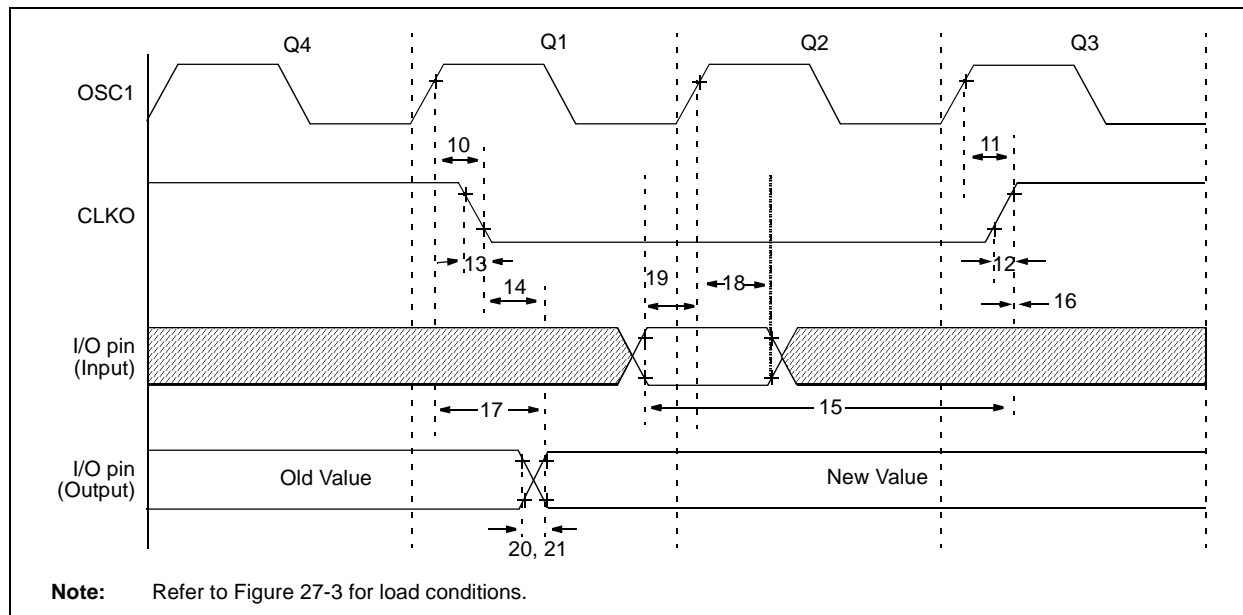 Q4 Q1 Q2 Q3
OSC1
10 11
CLKO
13 12
14 19 18 16
I/O pin
(Input)
17 15
I/O pin
(Output)
Old Value New Value
20, 21
Note: Refer to Figure 27-3 for load conditions.